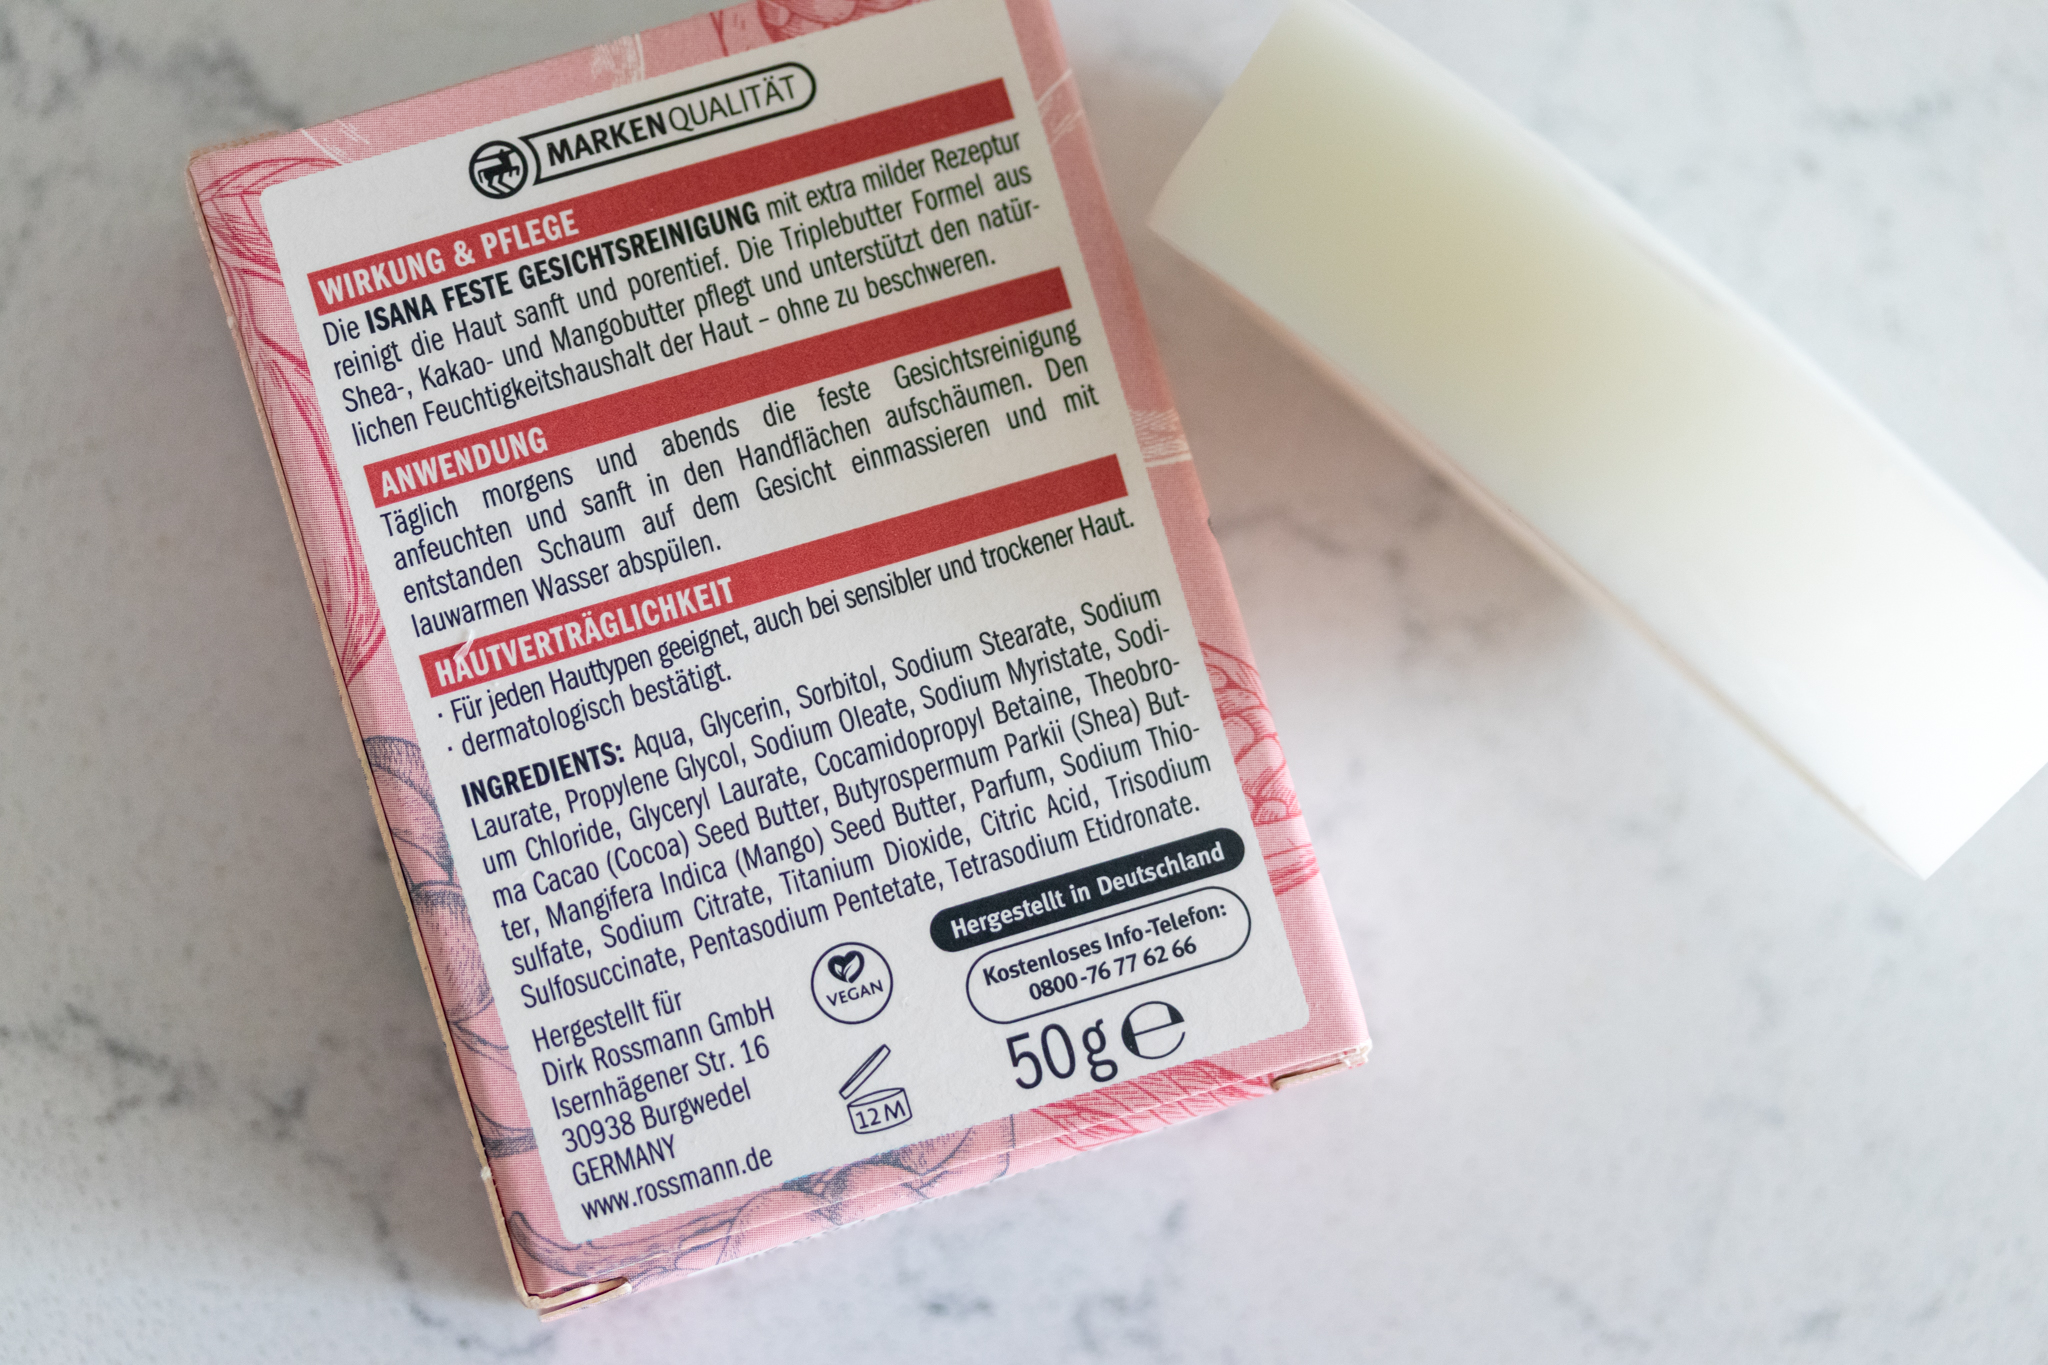 MARKENQUALITÄT
WIRKUNG & PFLEGE
Die ISANA FESTE GESICHTSREINIGUNG mit extra milder Rezeptur
reinigt die Haut sanft und porentief. Die Triplebutter Formel aus
Shea-, Kakao- und Mangobutter pflegt und unterstützt den natür-
lichen Feuchtigkeitshaushalt der Haut – ohne zu beschweren.
ANWENDUNG
Täglich morgens und abends die feste Gesichtsreinigung
anfeuchten und sanft in den Handflächen aufschäumen. Den
entstanden Schaum auf dem Gesicht einmassieren und mit
lauwarmen Wasser abspülen.
HAUTVERTRÄGLICHKEIT
· Für jeden Hauttypen geeignet, auch bei sensibler und trockener Haut.
· dermatologisch bestätigt.
INGREDIENTS: Aqua, Glycerin, Sorbitol, Sodium Stearate, Sodium
Laurate, Propylene Glycol, Sodium Oleate, Sodium Myristate, Sodi-
um Chloride, Glyceryl Laurate, Cocamidopropyl Betaine, Theobro-
ma Cacao (Cocoa) Seed Butter, Butyrospermum Parkii (Shea) But-
ter, Mangifera Indica (Mango) Seed Butter, Parfum, Sodium Thio-
sulfate, Sodium Citrate, Titanium Dioxide, Citric Acid, Trisodium
Sulfosuccinate, Pentasodium Pentetate, Tetrasodium Etidronate.
Hergestellt für
Dirk Rossmann GmbH
Isernhägener Str. 16
30938 Burgwedel
GERMANY
www.rossmann.de
VEGAN
12 M
Hergestellt in Deutschland
Kostenloses Info-Telefon:
0800-76 77 62 66
50 g ℮